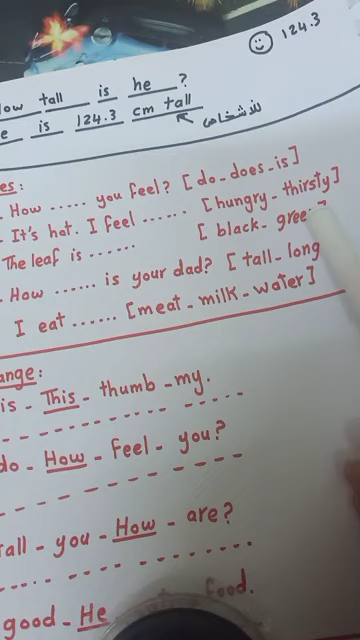 124.3
tall is he ?
is 124.3 cm tall
للأشخاص
es:
. How ..... you feel? [do - does - is]
. It's hot. I feel ...... [hungry - thirsty]
The leaf is ...... [black - gree
. How ...... is your dad? [tall - long
I eat ...... [meat - milk - water]
ange:
is - This - thumb - my.
do - How - feel - you?
tall - you - How - are?
good - He food.